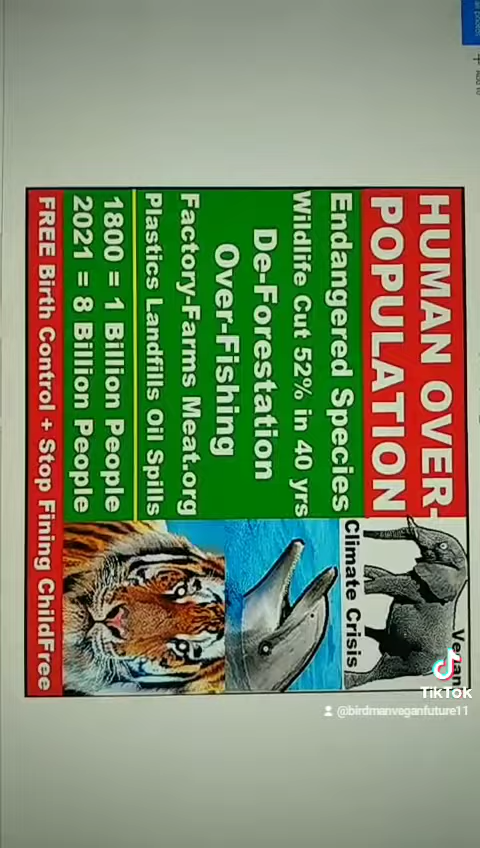 HUMAN OVER-
POPULATION
Endangered Species
Wildlife Cut 52% in 40 yrs
De-Forestation
Over-Fishing
Factory-Farms Meat.org
Plastics Landfills Oil Spills
1800 = 1 Billion People
2021 = 8 Billion People
FREE Birth Control + Stop Fining ChildFree
Vegan
Climate Crisis
TikTok
@birdmanveganfuture11